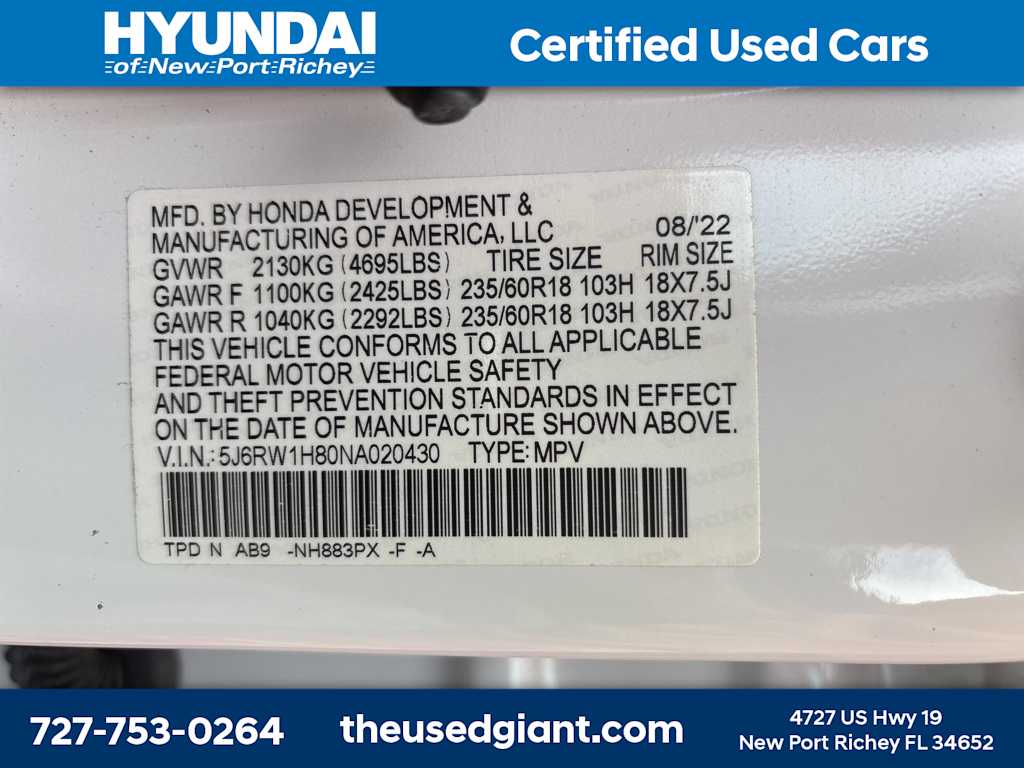 HYUNDAI
of New Port Richey
Certified Used Cars
MFD. BY HONDA DEVELOPMENT &
MANUFACTURING OF AMERICA, LLC 08/'22
GVWR 2130KG (4695LBS) TIRE SIZE RIM SIZE
GAWR F 1100KG (2425LBS) 235/60R18 103H 18X7.5J
GAWR R 1040KG (2292LBS) 235/60R18 103H 18X7.5J
THIS VEHICLE CONFORMS TO ALL APPLICABLE
FEDERAL MOTOR VEHICLE SAFETY
AND THEFT PREVENTION STANDARDS IN EFFECT
ON THE DATE OF MANUFACTURE SHOWN ABOVE.
V.I.N.: 5J6RW1H80NA020430 TYPE: MPV
TPD N AB9 -NH883PX -F -A
727-753-0264
theusedgiant.com
4727 US Hwy 19
New Port Richey FL 34652